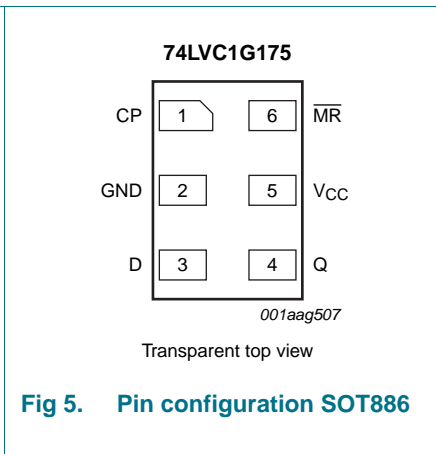 74LVC1G175
CP 1 6 M̅R̅
GND 2 5 VCC
D 3 4 Q
001aag507
Transparent top view
Fig 5. Pin configuration SOT886